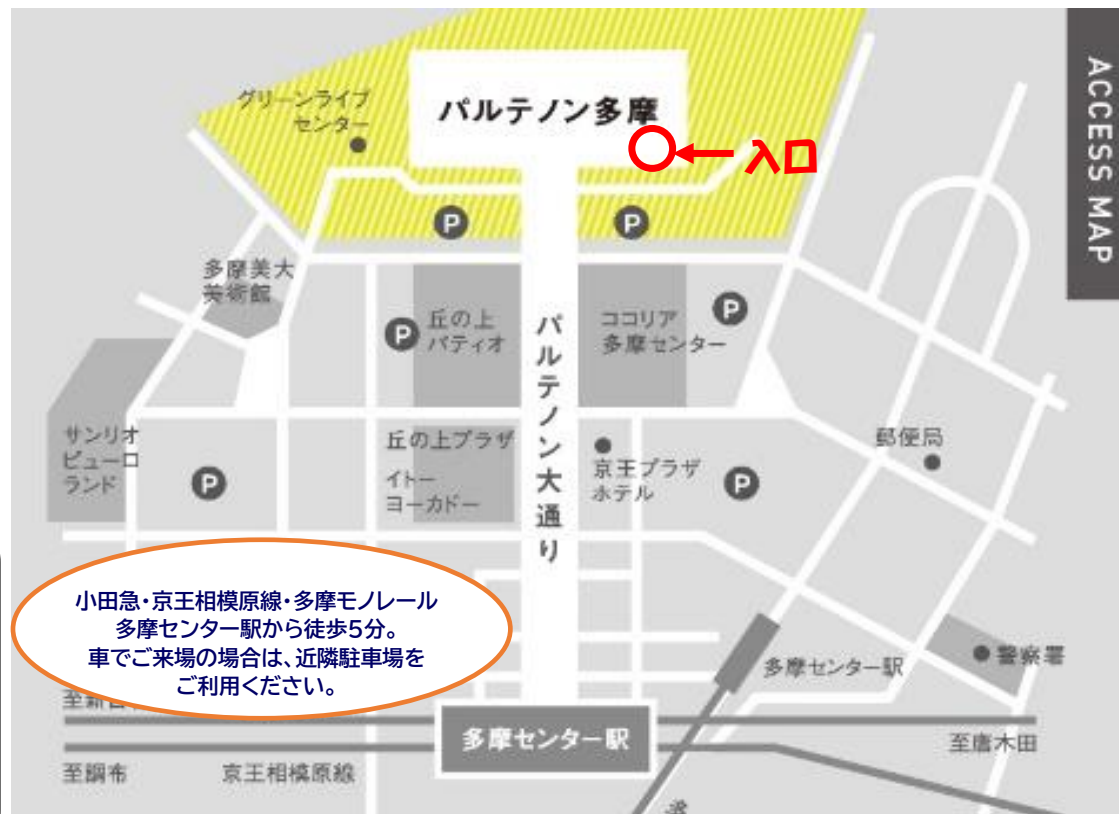 ACCESS MAP
グリーンライブ
センター
パルテノン多摩
入口
P
P
多摩美大
美術館
P
丘の上
パティオ
パルテノン大通り
ココリア
多摩センター
P
サンリオ
ピューロ
ランド
P
丘の上プラザ
イトー
ヨーカドー
京王プラザ
ホテル
P
郵便局
小田急・京王相模原線・多摩モノレール
多摩センター駅から徒歩5分。
車でご来場の場合は、近隣駐車場を
ご利用ください。
多摩センター駅
警察署
多摩センター駅
至唐木田
至調布
京王相模原線